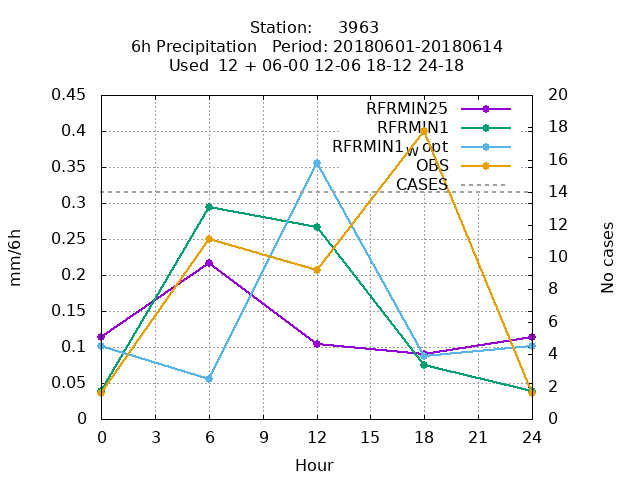 Station: 3963
6h Precipitation Period: 20180601-20180614
Used 12 + 06-00 12-06 18-12 24-18
RFRMIN25
RFRMIN1
RFRMIN1w opt
OBS
CASES
0.45
0.4
0.35
0.3
0.25
0.2
0.15
0.1
0.05
0
mm/6h
20
18
16
14
12
10
8
6
4
2
0
No cases
0 3 6 9 12 15 18 21 24
Hour